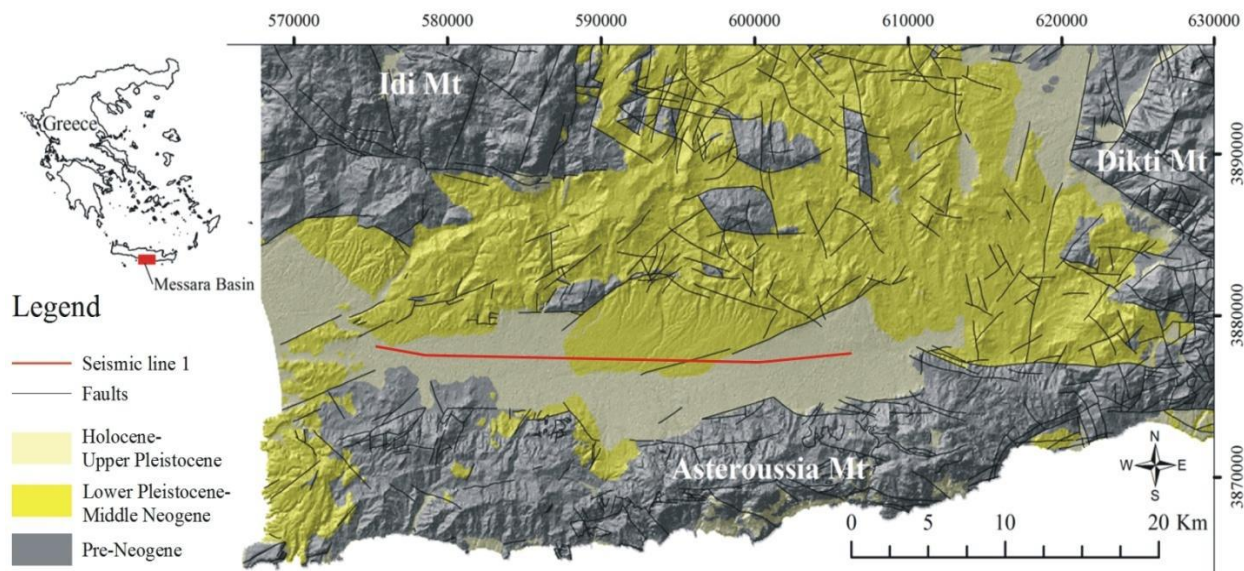 570000 580000 590000 600000 610000 620000 630000
Idi Mt
Greece
Dikti Mt
3890000
Messara Basin
Legend
3880000
Seismic line 1
Faults
Holocene-
Upper Pleistocene
Asteroussia Mt
N
W E
S
3870000
Lower Pleistocene-
Middle Neogene
0 5 10 20 Km
Pre-Neogene